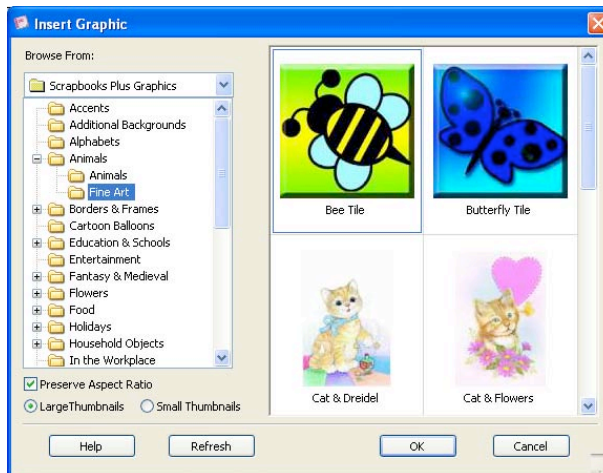 Insert Graphic
Browse From:
Scrapbooks Plus Graphics
Accents
Additional Backgrounds
Alphabets
Animals
Animals
Fine Art
Borders & Frames
Cartoon Balloons
Education & Schools
Entertainment
Fantasy & Medieval
Flowers
Food
Holidays
Household Objects
In the Workplace
Preserve Aspect Ratio
LargeThumbnails Small Thumbnails
Bee Tile Butterfly Tile
Cat & Dreidel Cat & Flowers
Help Refresh OK Cancel